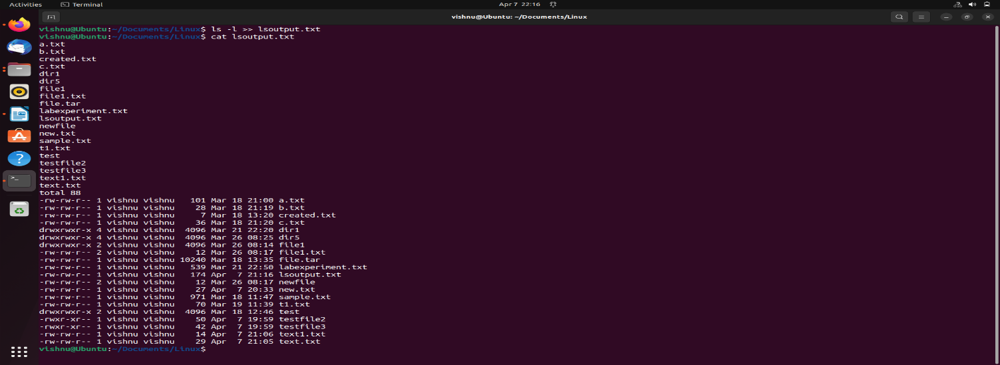 Activities Terminal Apr 7 22:16
vishnu@Ubuntu: ~/Documents/Linux
vishnu@Ubuntu:~/Documents/Linux$ ls -l >> lsoutput.txt
vishnu@Ubuntu:~/Documents/Linux$ cat lsoutput.txt
a.txt
b.txt
created.txt
c.txt
dir1
dir5
file1
file1.txt
file.tar
labexperiment.txt
lsoutput.txt
newfile
new.txt
sample.txt
t1.txt
test
testfile2
testfile3
text1.txt
text.txt
total 88
-rw-rw-r-- 1 vishnu vishnu   101 Mar 18 21:00 a.txt
-rw-rw-r-- 1 vishnu vishnu    28 Mar 18 21:19 b.txt
-rw-rw-r-- 1 vishnu vishnu     7 Mar 18 13:20 created.txt
-rw-rw-r-- 1 vishnu vishnu    36 Mar 18 21:20 c.txt
drwxrwxr-x 4 vishnu vishnu  4096 Mar 21 22:20 dir1
drwxrwxr-x 4 vishnu vishnu  4096 Mar 26 08:25 dir5
drwxrwxr-x 2 vishnu vishnu  4096 Mar 26 08:14 file1
-rw-rw-r-- 2 vishnu vishnu    12 Mar 26 08:17 file1.txt
-rw-rw-r-- 1 vishnu vishnu 10240 Mar 18 13:35 file.tar
-rw-rw-r-- 1 vishnu vishnu   539 Mar 21 22:50 labexperiment.txt
-rw-rw-r-- 1 vishnu vishnu   174 Apr  7 21:16 lsoutput.txt
-rw-rw-r-- 2 vishnu vishnu    12 Mar 26 08:17 newfile
-rw-rw-r-- 1 vishnu vishnu    27 Apr  7 20:33 new.txt
-rw-rw-r-- 1 vishnu vishnu   971 Mar 18 11:47 sample.txt
-rw-rw-r-- 1 vishnu vishnu    70 Mar 19 11:39 t1.txt
drwxrwxr-x 2 vishnu vishnu  4096 Mar 18 12:46 test
-rwxr-xr-- 1 vishnu vishnu    50 Apr  7 19:59 testfile2
-rwxr-xr-- 1 vishnu vishnu    42 Apr  7 19:59 testfile3
-rw-rw-r-- 1 vishnu vishnu    14 Apr  7 21:06 text1.txt
-rw-rw-r-- 1 vishnu vishnu    29 Apr  7 21:05 text.txt
vishnu@Ubuntu:~/Documents/Linux$